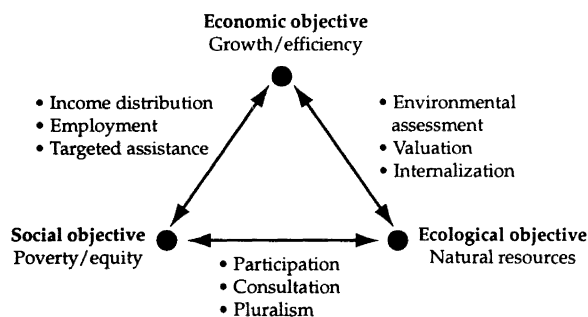 Economic objective
Growth/efficiency
• Income distribution
• Employment
• Targeted assistance
• Environmental
assessment
• Valuation
• Internalization
Social objective
Poverty/equity
Ecological objective
Natural resources
• Participation
• Consultation
• Pluralism